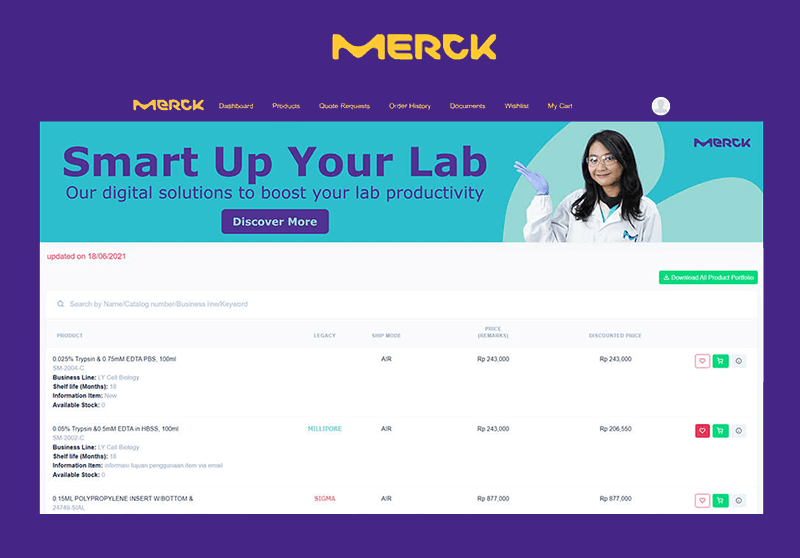 MERCK
MERCK Dashboard Products Quote Requests Order History Documents Wishlist My Cart
MERCK
Smart Up Your Lab
Our digital solutions to boost your lab productivity
Discover More
updated on 18/06/2021
Download All Product Portfolio
Search by Name/Catalog number/Business line/Keyword
PRODUCT LEGACY SHIP MODE PRICE (REMARKS) DISCOUNTED PRICE
0.025% Trypsin & 0.75mM EDTA PBS, 100ml AIR Rp 243,000 Rp 243,000
SM-2004-C
Business Line: LY Cell Biology
Shelf life (Months): 18
Information Item: New
Available Stock: 0
0.05% Trypsin &0.5mM EDTA in HBSS, 100ml MILLIPORE AIR Rp 243,000 Rp 206,550
SM-2002-C
Business Line: LY Cell Biology
Shelf life (Months): 18
Information Item: informasi tujuan penggunaan item via email
Available Stock: 0
0.15ML POLYPROPYLENE INSERT W.BOTTOM & SIGMA AIR Rp 877,000 Rp 877,000
24749 S/AL